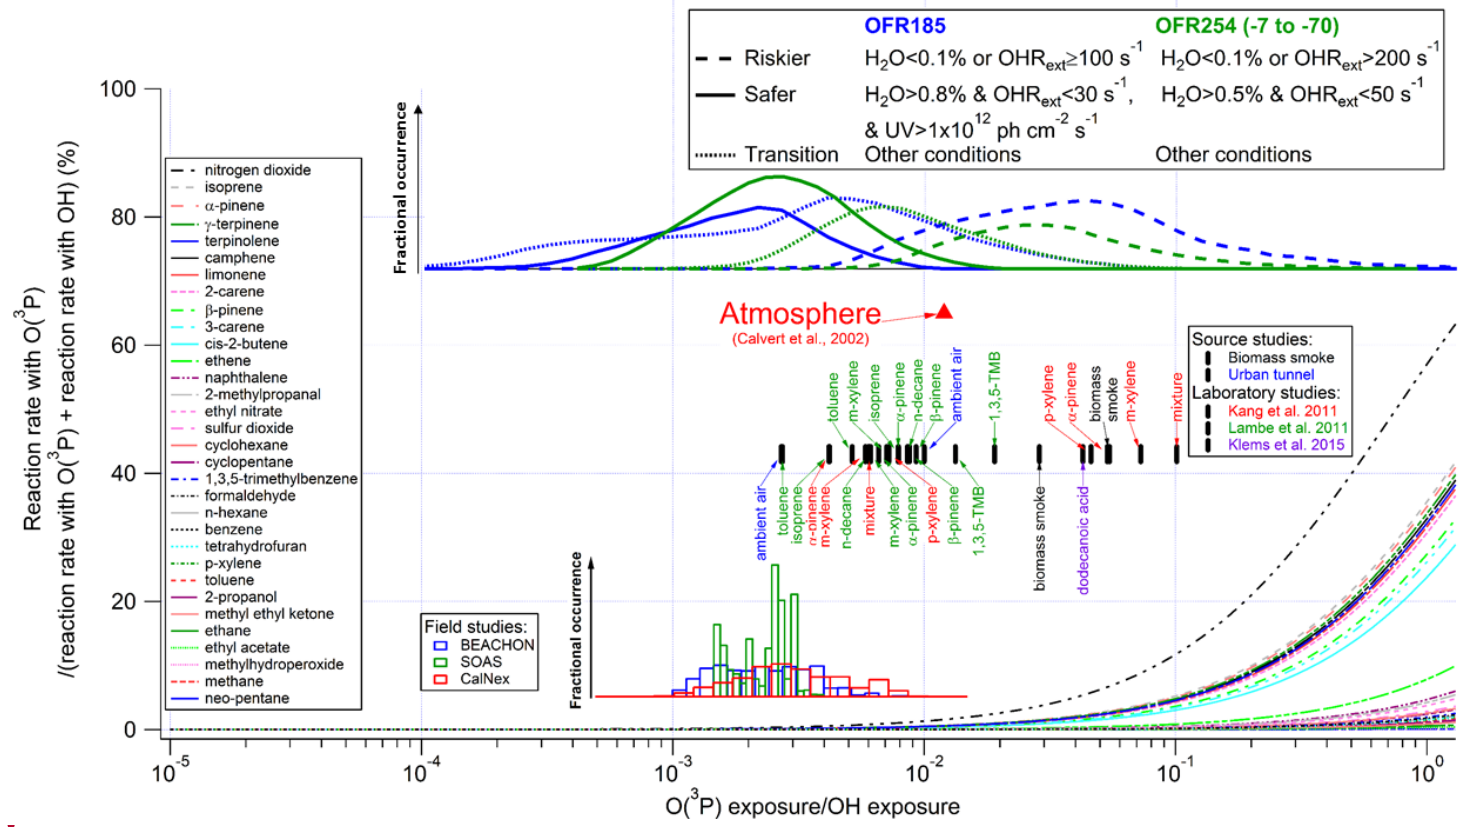 OFR185 OFR254 (-7 to -70)
Riskier H₂O<0.1% or OHRₑₓₜ≥100 s⁻¹ H₂O<0.1% or OHRₑₓₜ>200 s⁻¹
Safer H₂O>0.8% & OHRₑₓₜ<30 s⁻¹, H₂O>0.5% & OHRₑₓₜ<50 s⁻¹
& UV>1x10¹² ph cm⁻² s⁻¹
Transition Other conditions Other conditions
Reaction rate with O(³P)
/(reaction rate with O(³P) + reaction rate with OH) (%)
100
80
60
40
20
0
nitrogen dioxide
isoprene
α-pinene
γ-terpinene
terpinolene
camphene
limonene
2-carene
β-pinene
3-carene
cis-2-butene
ethene
naphthalene
2-methylpropanal
ethyl nitrate
sulfur dioxide
cyclohexane
cyclopentane
1,3,5-trimethylbenzene
formaldehyde
n-hexane
benzene
tetrahydrofuran
p-xylene
toluene
2-propanol
methyl ethyl ketone
ethane
ethyl acetate
methylhydroperoxide
methane
neo-pentane
Fractional occurrence
Atmosphere
(Calvert et al., 2002)
Source studies:
Biomass smoke
Urban tunnel
Laboratory studies:
Kang et al. 2011
Lambe et al. 2011
Klems et al. 2015
toluene
m-xylene
isoprene
α-pinene
n-decane
β-pinene
ambient air
1,3,5-TMB
p-xylene
α-pinene
biomass
smoke
m-xylene
mixture
ambient air
toluene
isoprene
α-pinene
m-xylene
n-decane
mixture
m-xylene
α-pinene
p-xylene
β-pinene
1,3,5-TMB
biomass smoke
dodecanoic acid
Field studies:
BEACHON
SOAS
CalNex
Fractional occurrence
10⁻⁵ 10⁻⁴ 10⁻³ 10⁻² 10⁻¹ 10⁰
O(³P) exposure/OH exposure